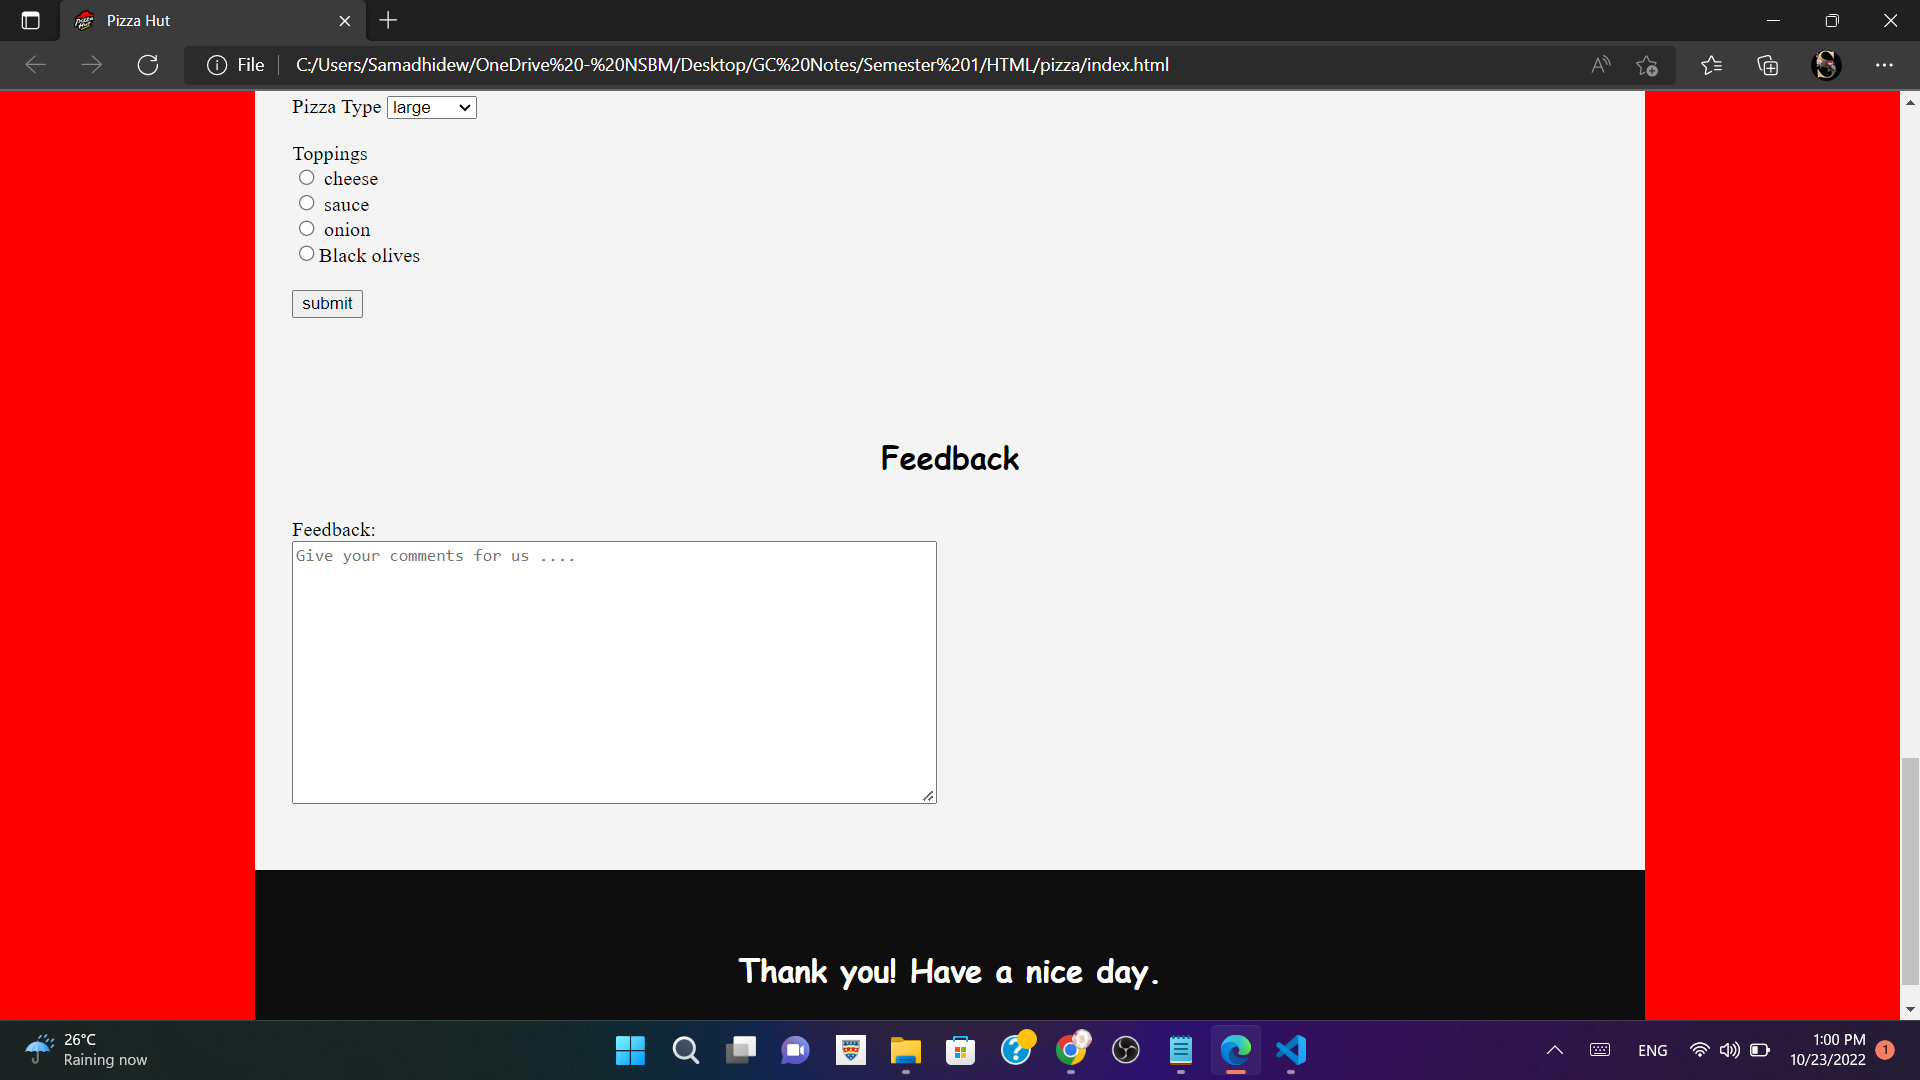 Pizza Hut
File
C:/Users/Samadhidew/OneDrive%20-%20NSBM/Desktop/GC%20Notes/Semester%201/HTML/pizza/index.html
Pizza Type large
Toppings
cheese
sauce
onion
Black olives
submit
Feedback
Feedback:
Give your comments for us ....
Thank you! Have a nice day.
26°C
Raining now
ENG
1:00 PM
10/23/2022
1